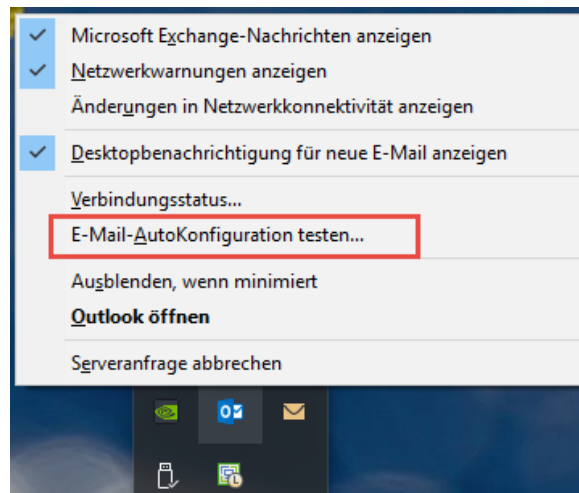 Microsoft Exchange-Nachrichten anzeigen
Netzwerkwarnungen anzeigen
Änderungen in Netzwerkkonnektivität anzeigen
Desktopbenachrichtigung für neue E-Mail anzeigen
Verbindungsstatus...
E-Mail-AutoKonfiguration testen...
Ausblenden, wenn minimiert
Outlook öffnen
Serveranfrage abbrechen